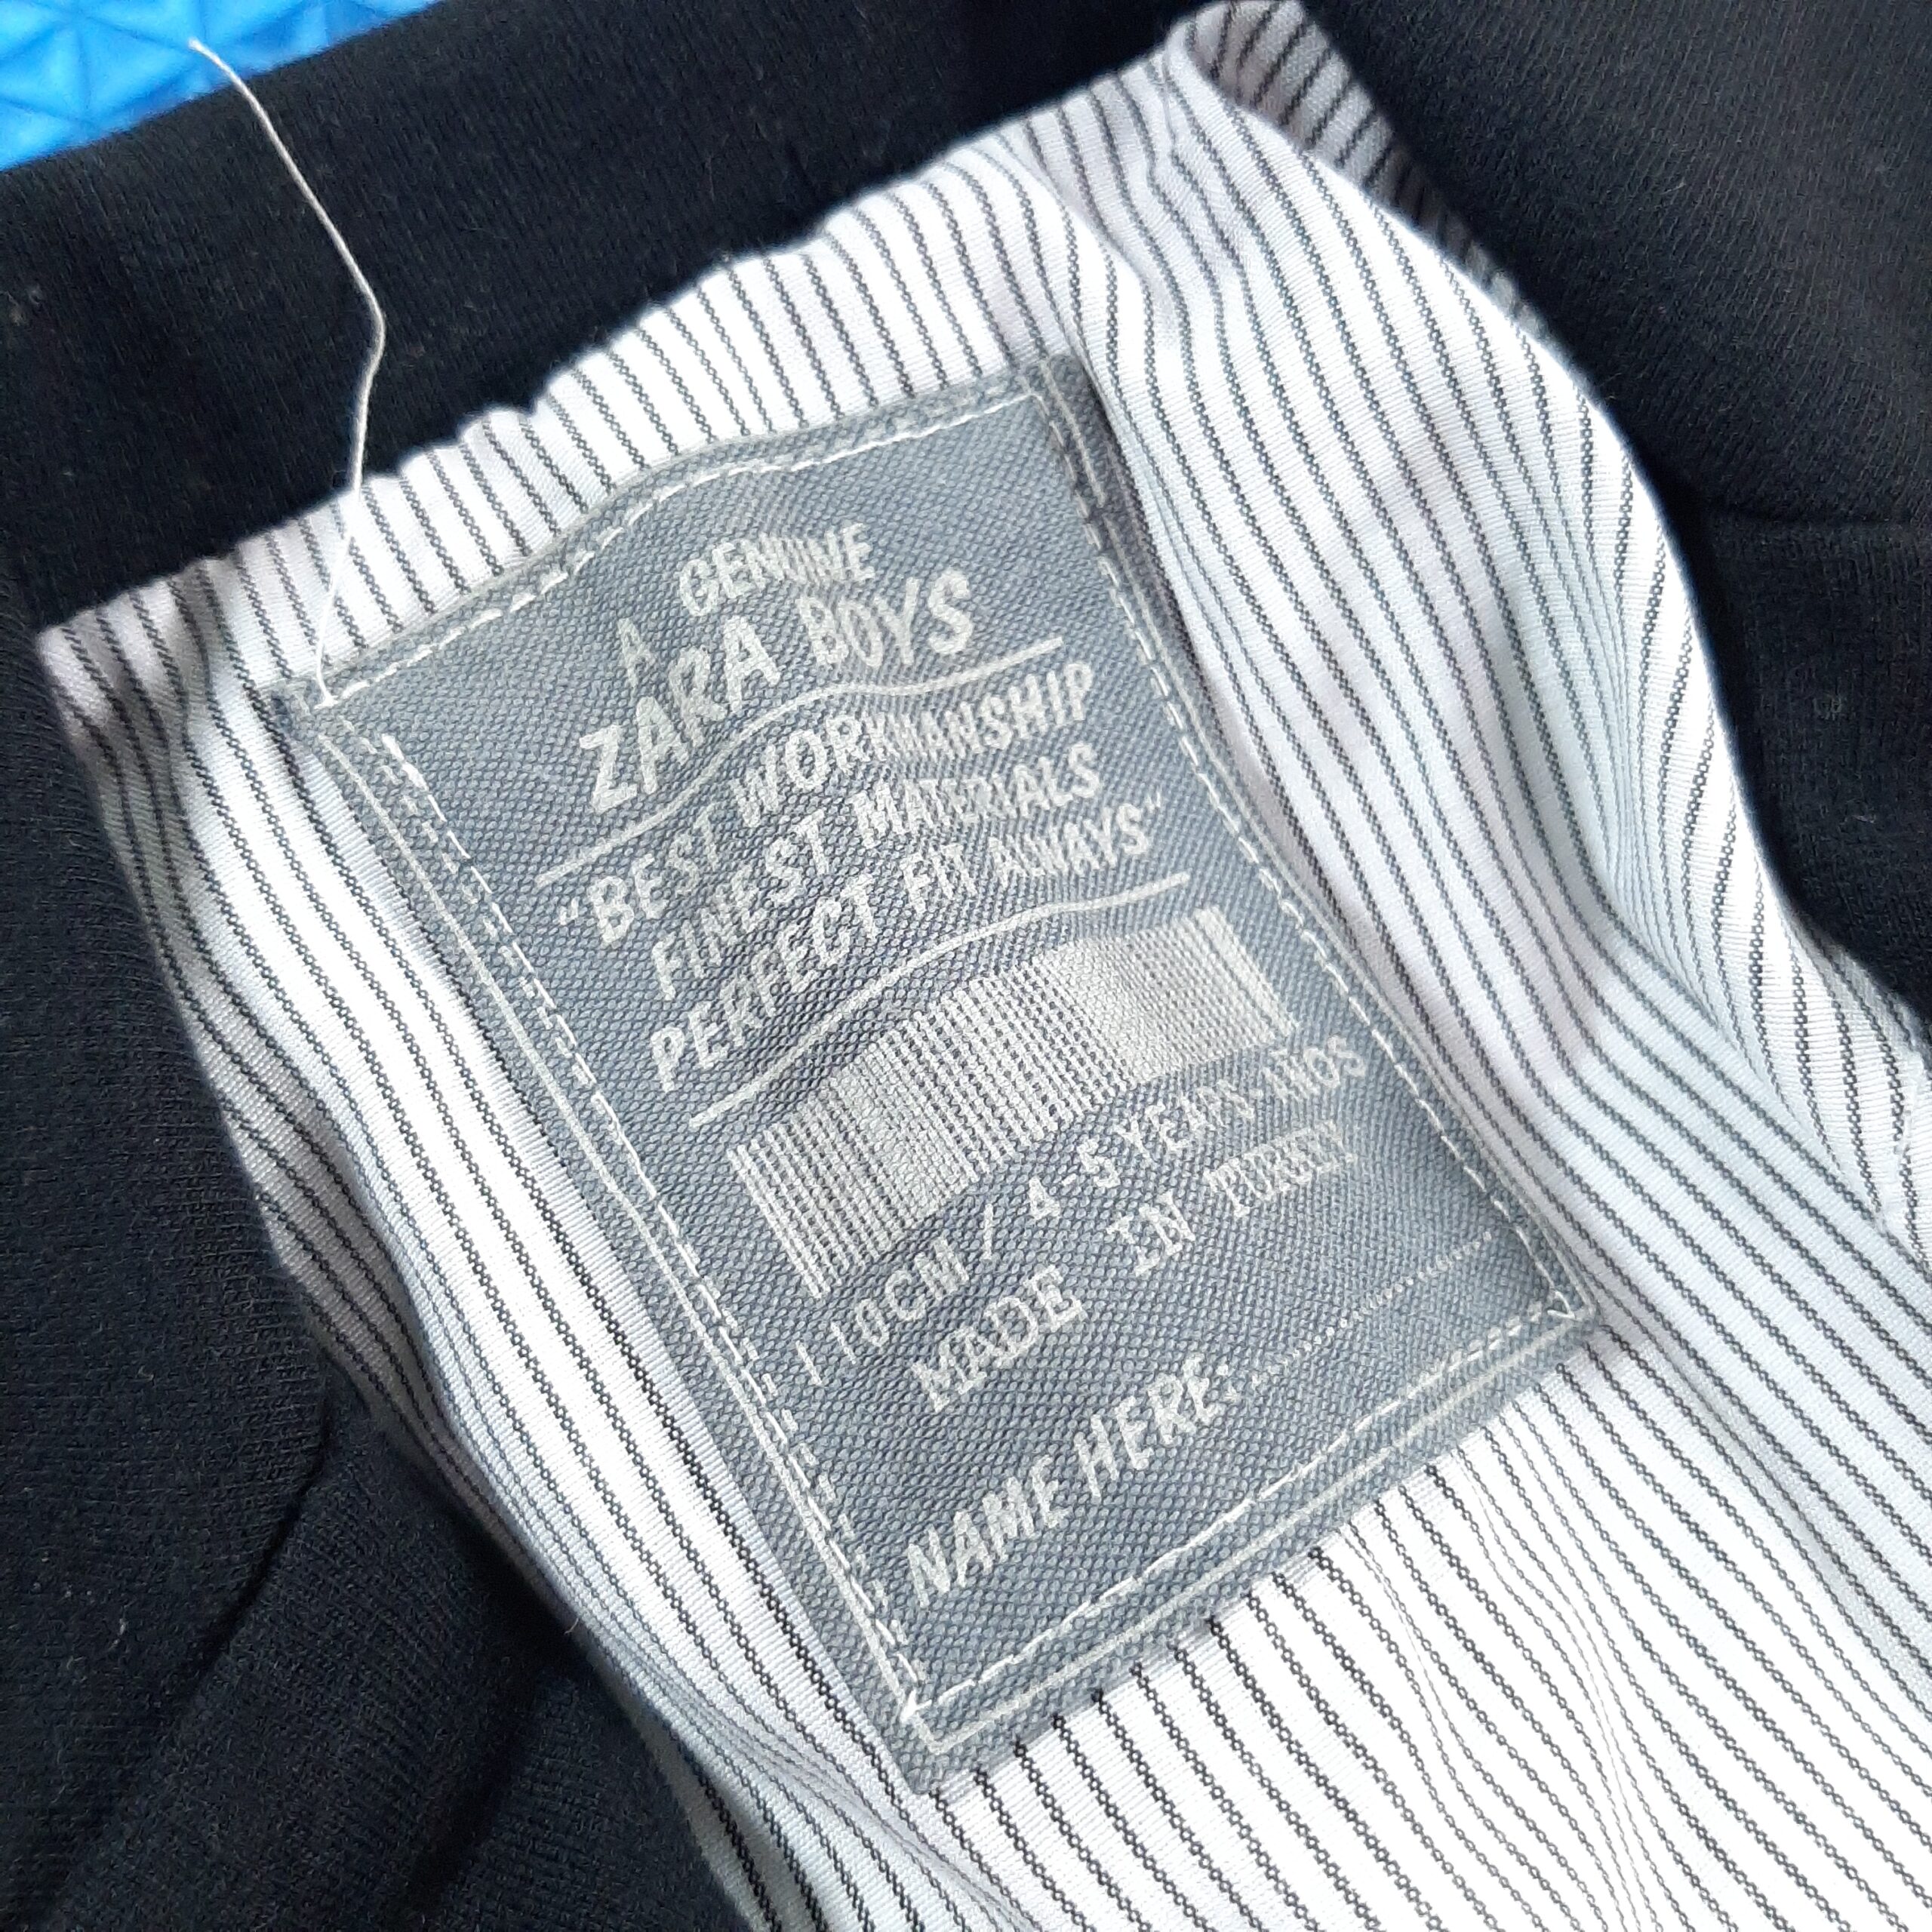 A GENUINE
ZARA BOYS
"BEST WORKMANSHIP
FINEST MATERIALS
PERFECT FIT ALWAYS"
110CM / 4-5 YEARS-AÑOS
MADE IN TURKEY
NAME HERE: